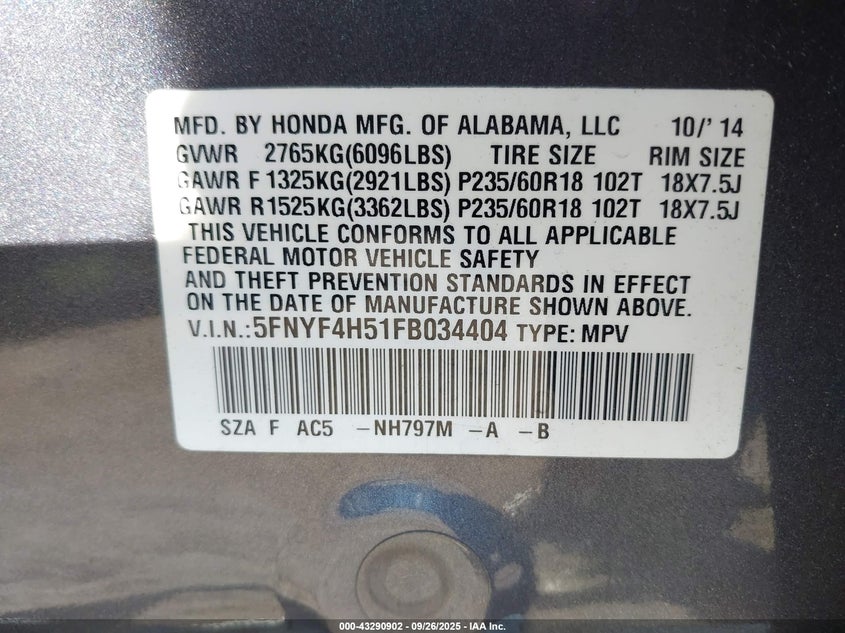 MFD. BY HONDA MFG. OF ALABAMA, LLC 10/' 14
GVWR 2765KG(6096LBS) TIRE SIZE RIM SIZE
GAWR F 1325KG(2921LBS) P235/60R18 102T 18X7.5J
GAWR R 1525KG(3362LBS) P235/60R18 102T 18X7.5J
THIS VEHICLE CONFORMS TO ALL APPLICABLE
FEDERAL MOTOR VEHICLE SAFETY
AND THEFT PREVENTION STANDARDS IN EFFECT
ON THE DATE OF MANUFACTURE SHOWN ABOVE.
V.I.N.:5FNYF4H51FB034404 TYPE: MPV
SZA F AC5 -NH797M -A -B
000-43290902 - 09/26/2025 - IAA Inc.